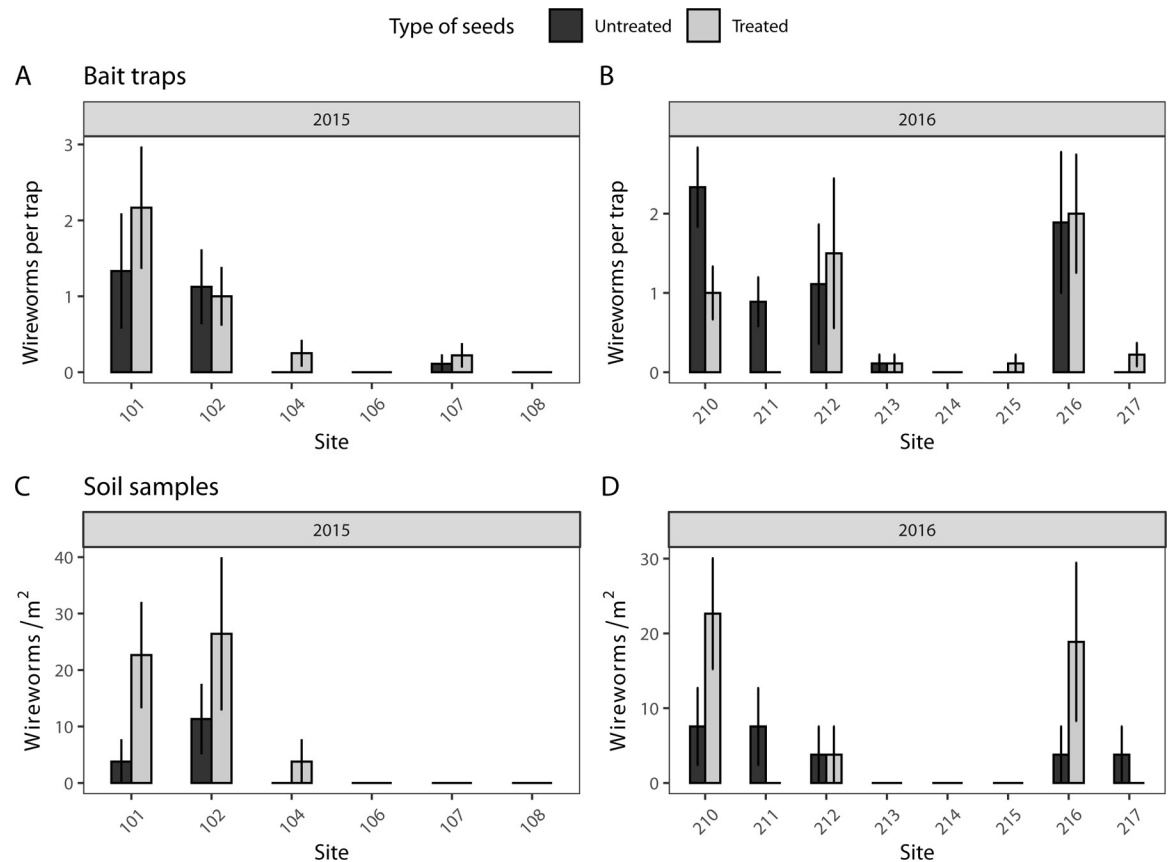 Type of seeds Untreated Treated
A Bait traps
2015
Wireworms per trap
3
2
1
0
101 102 104 106 107 108
Site
B
2016
Wireworms per trap
2
1
0
210 211 212 213 214 215 216 217
Site
C Soil samples
2015
Wireworms /m²
40
30
20
10
0
101 102 104 106 107 108
Site
D
2016
Wireworms /m²
30
20
10
0
210 211 212 213 214 215 216 217
Site